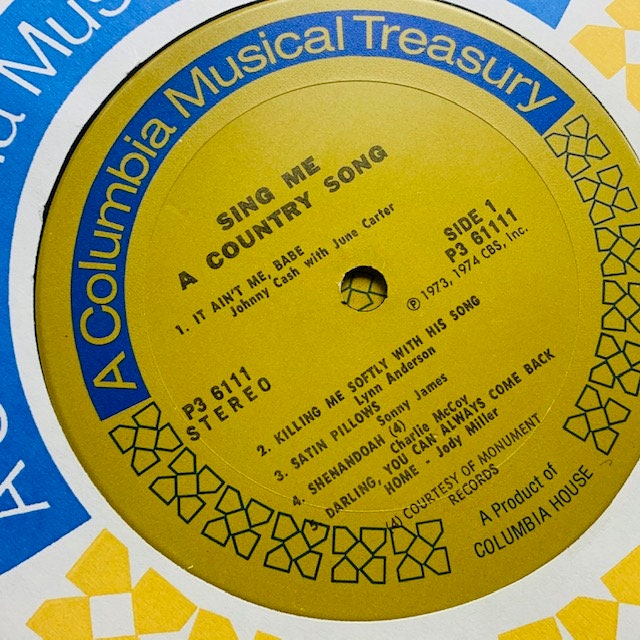 A Columbia Musical Treasury
SING ME
A COUNTRY SONG
SIDE 1
P3 61111
℗ 1973, 1974 CBS, Inc.
P3 6111
STEREO
1. IT AIN'T ME, BABE
Johnny Cash with June Carter
2. KILLING ME SOFTLY WITH HIS SONG
Lynn Anderson
3. SATIN PILLOWS
Sonny James
4. SHENANDOAH (4)
Charlie McCoy
5 DARLING, YOU CAN ALWAYS COME BACK
HOME - Jody Miller
(4) COURTESY OF MONUMENT
RECORDS
A Product of
COLUMBIA HOUSE